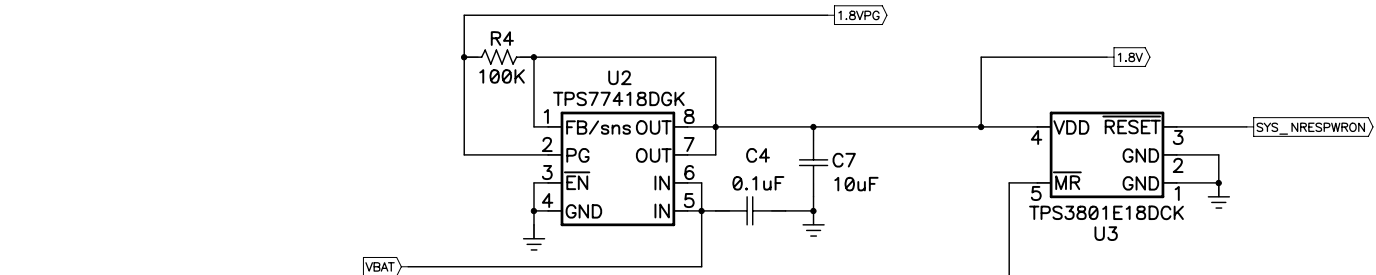 1.8VPG
R4
100K
1.8V
U2
TPS77418DGK
1 FB/sns OUT 8
2 PG OUT 7
3 EN IN 6
4 GND IN 5
C4
0.1uF
C7
10uF
4 VDD RESET 3
GND 2
5 MR GND 1
TPS3801E18DCK
U3
SYS_NRESPWRON
VBAT